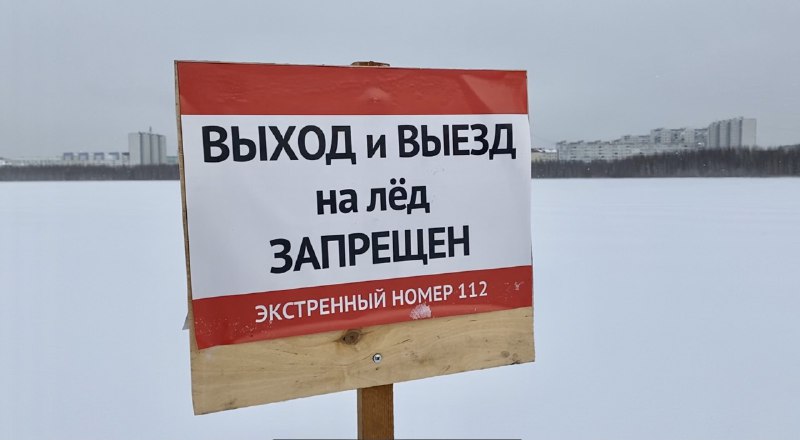 ВЫХОД и ВЫЕЗД
на лёд
ЗАПРЕЩЕН
ЭКСТРЕННЫЙ НОМЕР 112